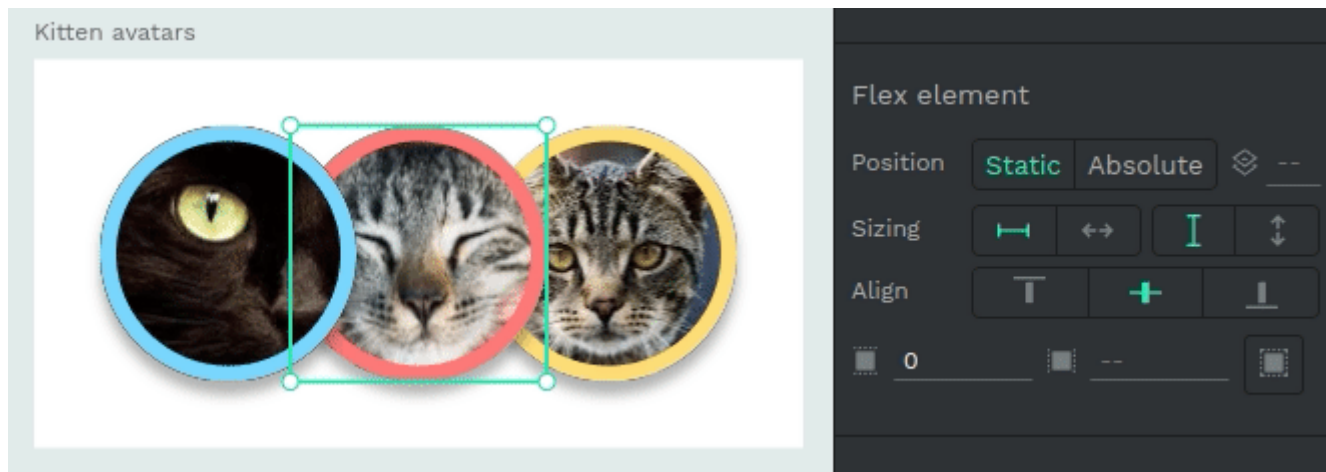 Kitten avatars
Flex element
Position Static Absolute --
Sizing
Align
0 --